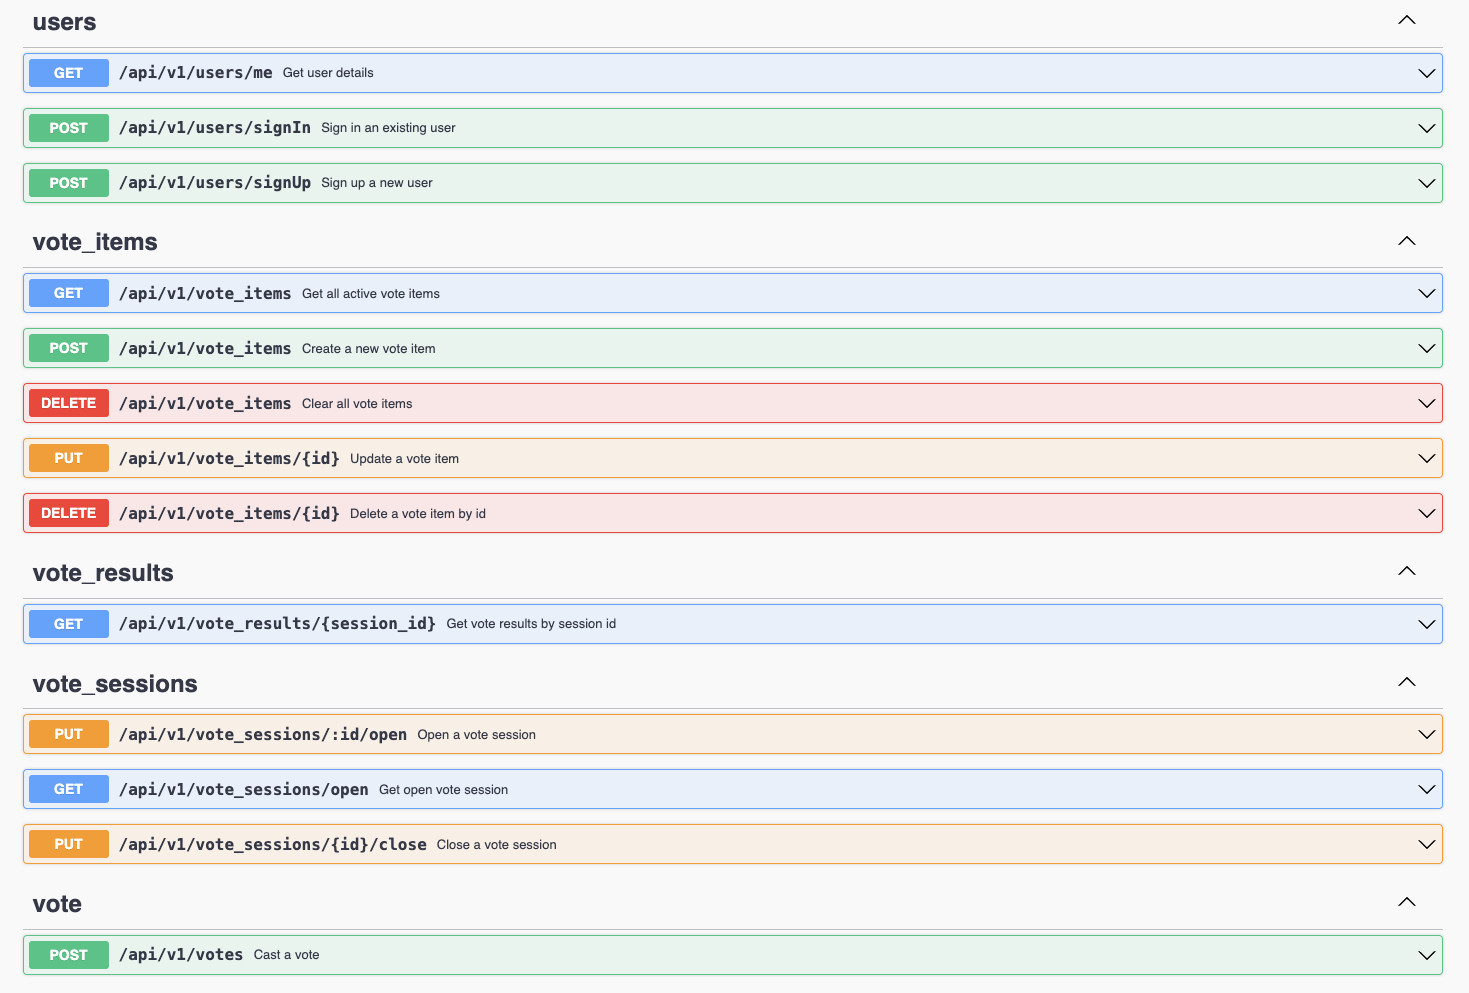 users
GET /api/v1/users/me Get user details
POST /api/v1/users/signIn Sign in an existing user
POST /api/v1/users/signUp Sign up a new user
vote_items
GET /api/v1/vote_items Get all active vote items
POST /api/v1/vote_items Create a new vote item
DELETE /api/v1/vote_items Clear all vote items
PUT /api/v1/vote_items/{id} Update a vote item
DELETE /api/v1/vote_items/{id} Delete a vote item by id
vote_results
GET /api/v1/vote_results/{session_id} Get vote results by session id
vote_sessions
PUT /api/v1/vote_sessions/:id/open Open a vote session
GET /api/v1/vote_sessions/open Get open vote session
PUT /api/v1/vote_sessions/{id}/close Close a vote session
vote
POST /api/v1/votes Cast a vote